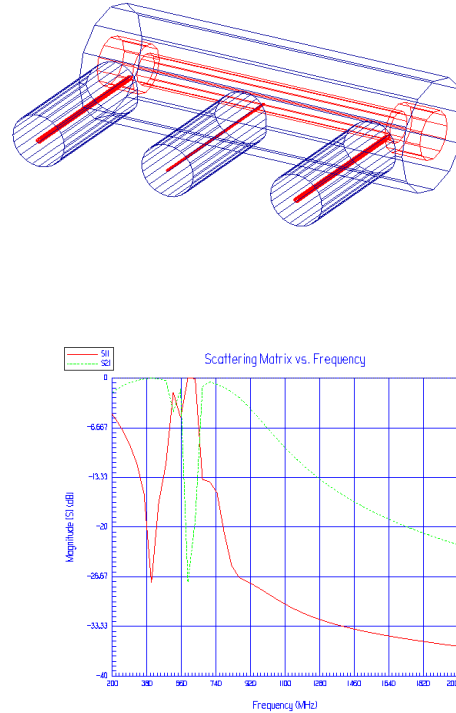 S11
S21
Scattering Matrix vs. Frequency
0
-6.667
-13.33
-20
-26.67
-33.33
-40
Magnitude |S| (dB)
200 380 560 740 920 1100 1280 1460 1640 1820 2000
Frequency (MHz)